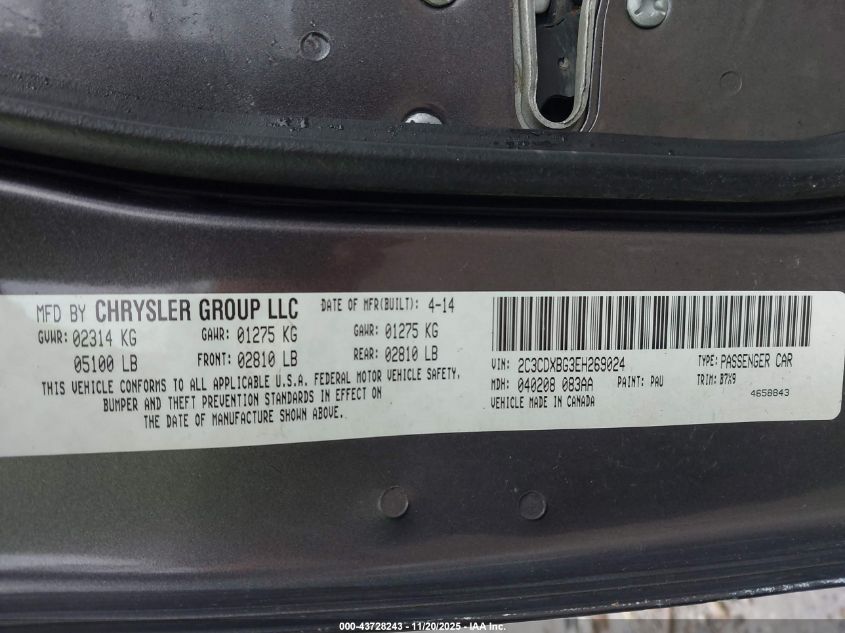 MFD BY CHRYSLER GROUP LLC DATE OF MFR(BUILT): 4-14
GVWR: 02314 KG GAWR: 01275 KG GAWR: 01275 KG
05100 LB FRONT: 02810 LB REAR: 02810 LB
THIS VEHICLE CONFORMS TO ALL APPLICABLE U.S.A. FEDERAL MOTOR VEHICLE SAFETY,
BUMPER AND THEFT PREVENTION STANDARDS IN EFFECT ON
THE DATE OF MANUFACTURE SHOWN ABOVE.
VIN: 2C3CDXBG3EH269024 TYPE: PASSENGER CAR
MDH: 040208 083AA PAINT: PAU TRIM: B7X9
VEHICLE MADE IN CANADA 4658843
000-43728243 - 11/20/2025 - IAA Inc.